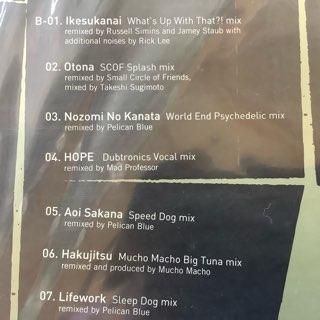 B-01. Ikesukanai What's Up With That?! mix
remixed by Russell Simins and Jamey Staub with
additional noises by Rick Lee
02. Otona SCOF Splash mix
remixed by Small Circle of Friends,
mixed by Takeshi Sugimoto
03. Nozomi No Kanata World End Psychedelic mix
remixed by Pelican Blue
04. HOPE Dubtronics Vocal mix
remixed by Mad Professor
05. Aoi Sakana Speed Dog mix
remixed by Pelican Blue
06. Hakujitsu Mucho Macho Big Tuna mix
remixed and produced by Mucho Macho
07. Lifework Sleep Dog mix
remixed by Pelican Blue